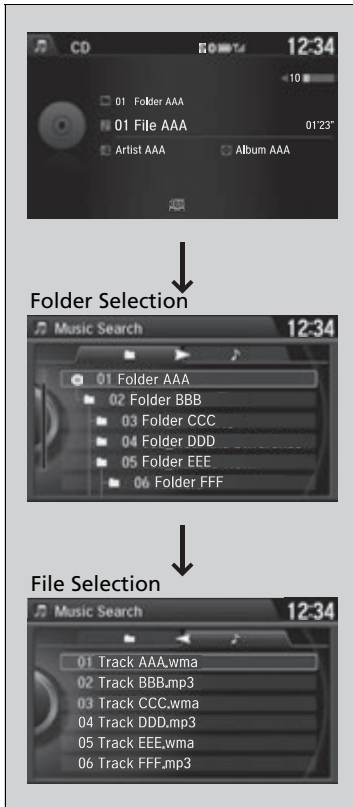 CD
12:34
10
01 Folder AAA
01 File AAA 01'23"
Artist AAA Album AAA
Folder Selection
Music Search 12:34
01 Folder AAA
02 Folder BBB
03 Folder CCC
04 Folder DDD
05 Folder EEE
06 Folder FFF
File Selection
Music Search 12:34
01 Track AAA.wma
02 Track BBB.mp3
03 Track CCC.wma
04 Track DDD.mp3
05 Track EEE.wma
06 Track FFF.mp3